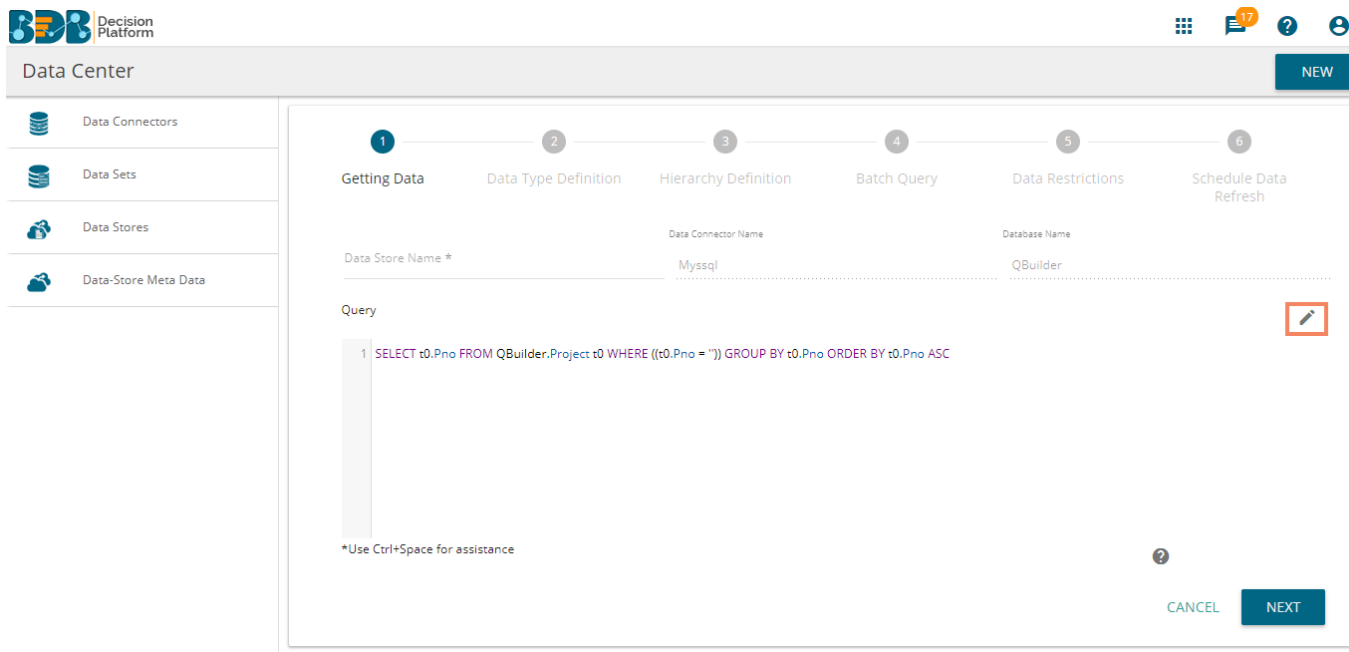 BDB Decision
Platform
17
Data Center
NEW
Data Connectors
Data Sets
Data Stores
Data-Store Meta Data
1 2 3 4 5 6
Getting Data Data Type Definition Hierarchy Definition Batch Query Data Restrictions Schedule Data
Refresh
Data Connector Name Database Name
Data Store Name * Myssql QBuilder
Query
1 SELECT t0.Pno FROM QBuilder.Project t0 WHERE ((t0.Pno = '')) GROUP BY t0.Pno ORDER BY t0.Pno ASC
*Use Ctrl+Space for assistance
?
CANCEL NEXT